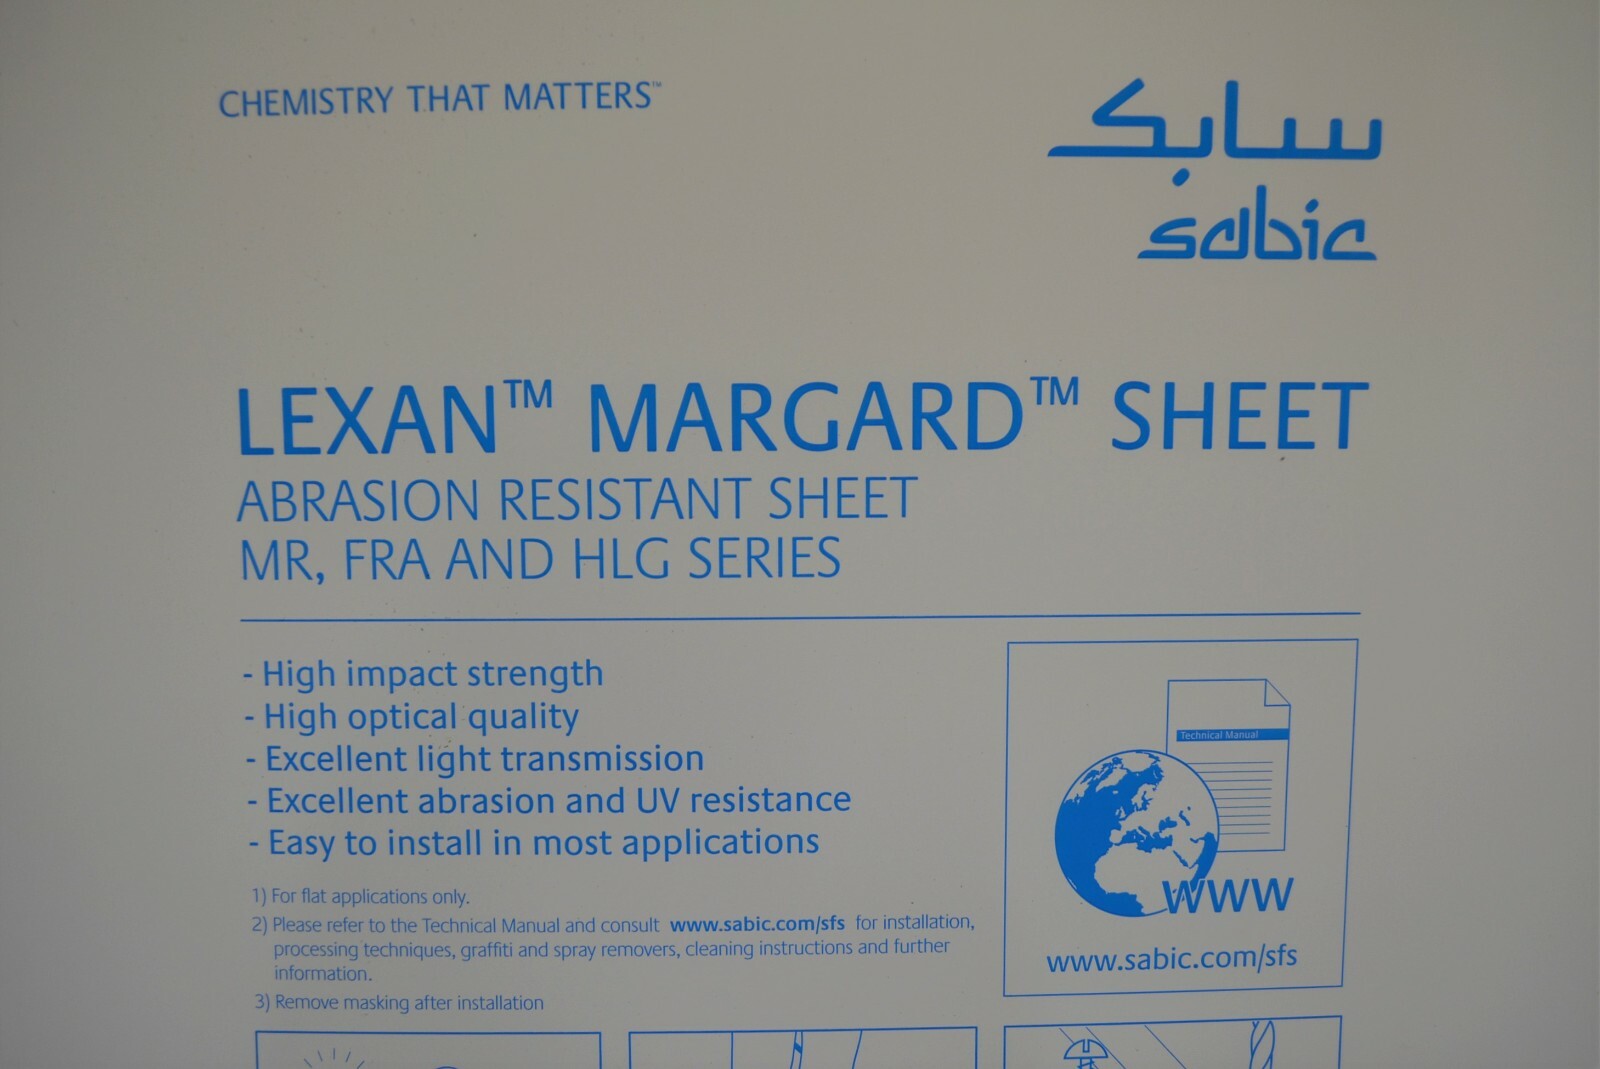 CHEMISTRY THAT MATTERS™
سابك
sabic
LEXAN™ MARGARD™ SHEET
ABRASION RESISTANT SHEET
MR, FRA AND HLG SERIES
- High impact strength
- High optical quality
- Excellent light transmission
- Excellent abrasion and UV resistance
- Easy to install in most applications
1) For flat applications only.
2) Please refer to the Technical Manual and consult www.sabic.com/sfs for installation,
processing techniques, graffiti and spray removers, cleaning instructions and further
information.
3) Remove masking after installation
Technical Manual
WWW
www.sabic.com/sfs